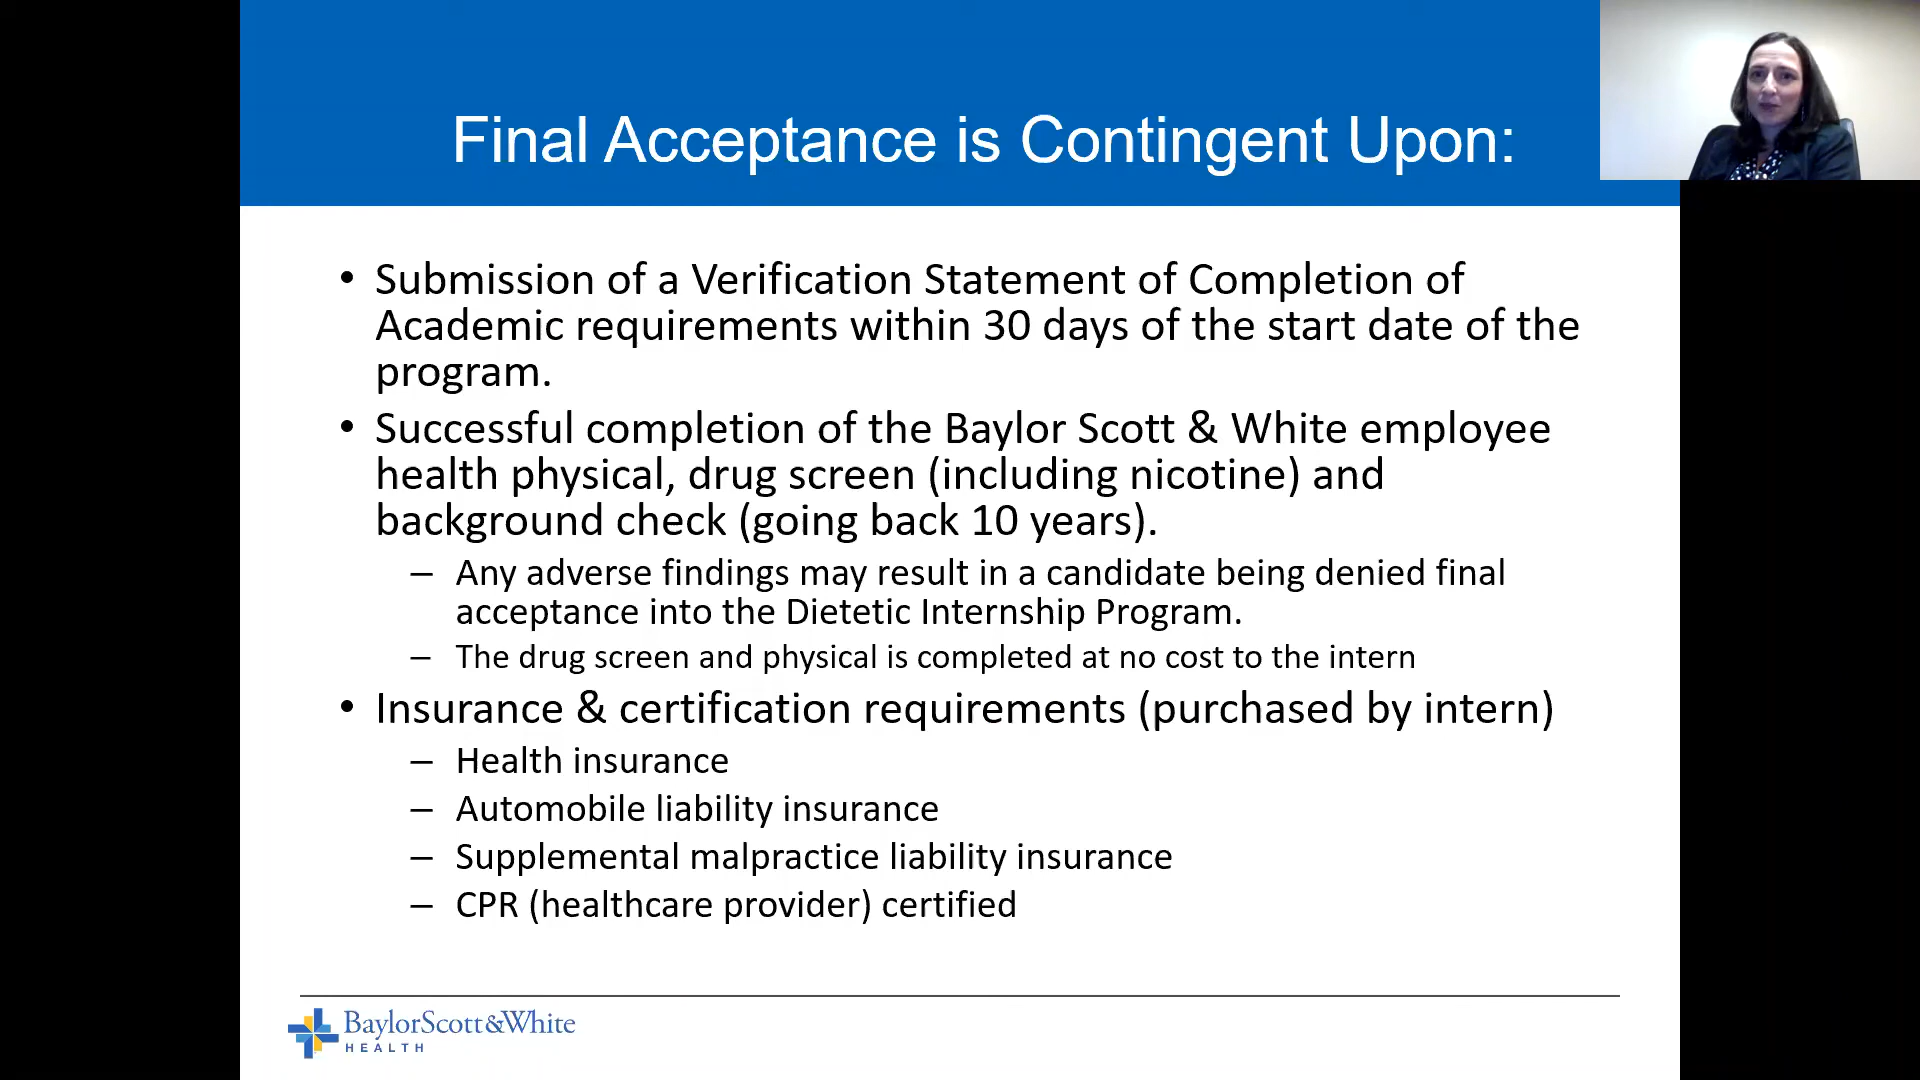 Final Acceptance is Contingent Upon:
• Submission of a Verification Statement of Completion of
Academic requirements within 30 days of the start date of the
program.
• Successful completion of the Baylor Scott & White employee
health physical, drug screen (including nicotine) and
background check (going back 10 years).
– Any adverse findings may result in a candidate being denied final
acceptance into the Dietetic Internship Program.
– The drug screen and physical is completed at no cost to the intern
• Insurance & certification requirements (purchased by intern)
– Health insurance
– Automobile liability insurance
– Supplemental malpractice liability insurance
– CPR (healthcare provider) certified
BaylorScott&White
HEALTH